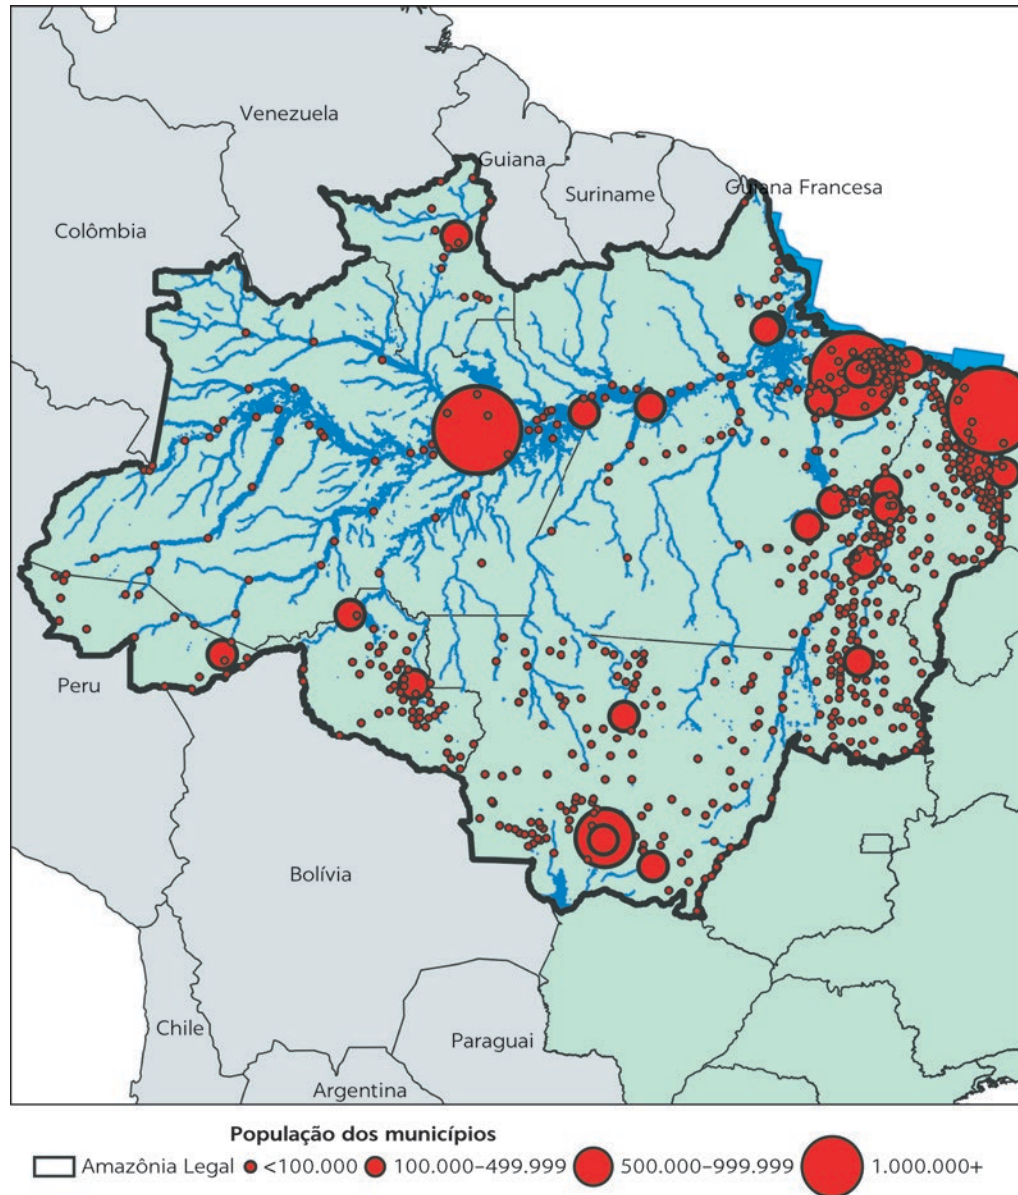 Venezuela
Guiana
Suriname
Guiana Francesa
Colômbia
Peru
Bolívia
Chile
Paraguai
Argentina
População dos municípios
Amazônia Legal <100.000 100.000–499.999 500.000–999.999 1.000.000+